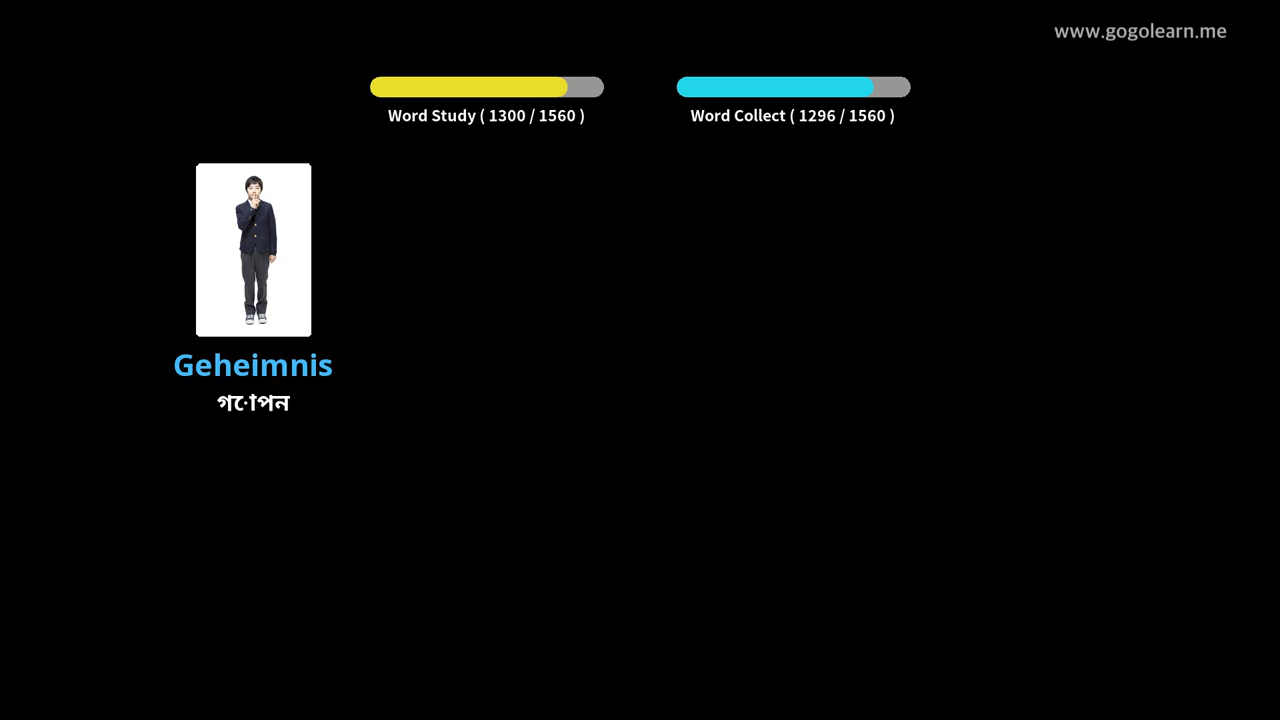 www.gogolearn.me
Word Study ( 1300 / 1560 )
Word Collect ( 1296 / 1560 )
Geheimnis
গোপন